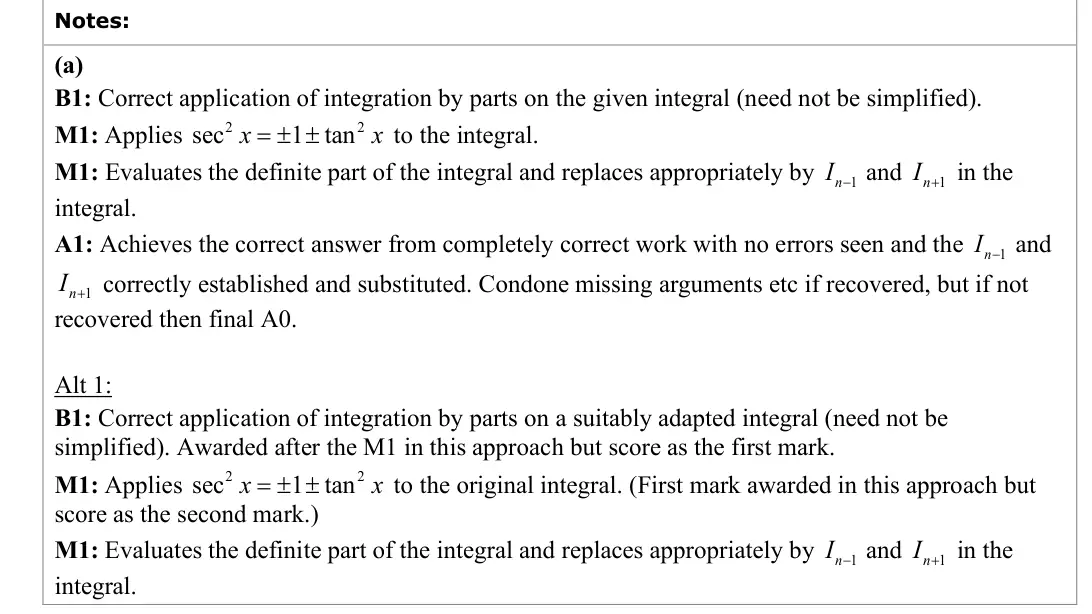 Notes:
(a)
B1: Correct application of integration by parts on the given integral (need not be simplified).
M1: Applies sec² x = ±1 ± tan² x to the integral.
M1: Evaluates the definite part of the integral and replaces appropriately by Iₙ₋₁ and Iₙ₊₁ in the
integral.
A1: Achieves the correct answer from completely correct work with no errors seen and the Iₙ₋₁ and
Iₙ₊₁ correctly established and substituted. Condone missing arguments etc if recovered, but if not
recovered then final A0.
Alt 1:
B1: Correct application of integration by parts on a suitably adapted integral (need not be
simplified). Awarded after the M1 in this approach but score as the first mark.
M1: Applies sec² x = ±1 ± tan² x to the original integral. (First mark awarded in this approach but
score as the second mark.)
M1: Evaluates the definite part of the integral and replaces appropriately by Iₙ₋₁ and Iₙ₊₁ in the
integral.